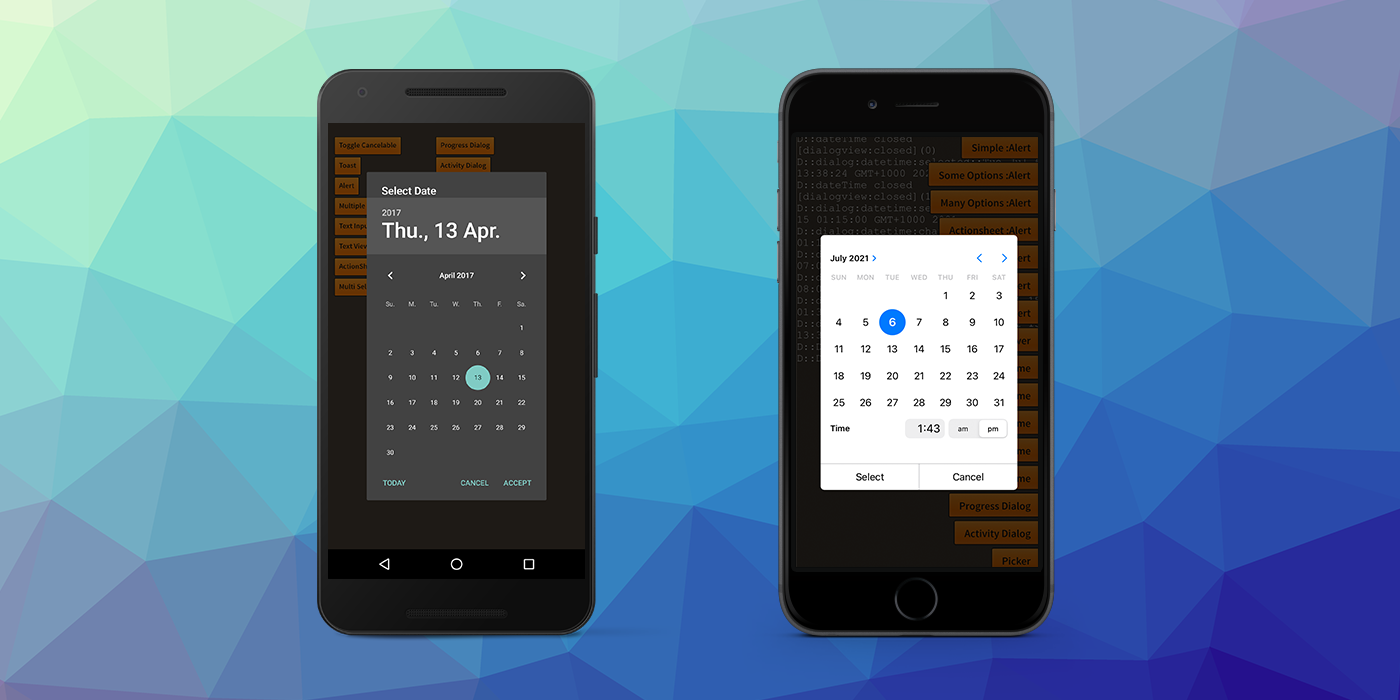 Toggle Cancelable
Progress Dialog
Toast
Activity Dialog
Alert
Multiple
Text Inpu
Text View
ActionSh
Multi Sel
Select Date
2017
Thu., 13 Apr.
April 2017
Su. M. Tu. W. Th. F. Sa.
1
2 3 4 5 6 7 8
9 10 11 12 13 14 15
16 17 18 19 20 21 22
23 24 25 26 27 28 29
30
TODAY CANCEL ACCEPT
D::dateTime closed
[dialogview:closed](0)
D::dialog:datetime:selected:
13:38:24 GMT+1000 202
D::dateTime closed
[dialogview:closed](1
D::dialog:datetime:se
15 01:15:00 GMT+1000
D::dialog:datetime:cha
Simple :Alert
Some Options :Alert
Many Options :Alert
Actionsheet :Alert
July 2021
SUN MON TUE WED THU FRI SAT
1 2 3
4 5 6 7 8 9 10
11 12 13 14 15 16 17
18 19 20 21 22 23 24
25 26 27 28 29 30 31
Time 1:43 am pm
Select Cancel
Progress Dialog
Activity Dialog
Picker